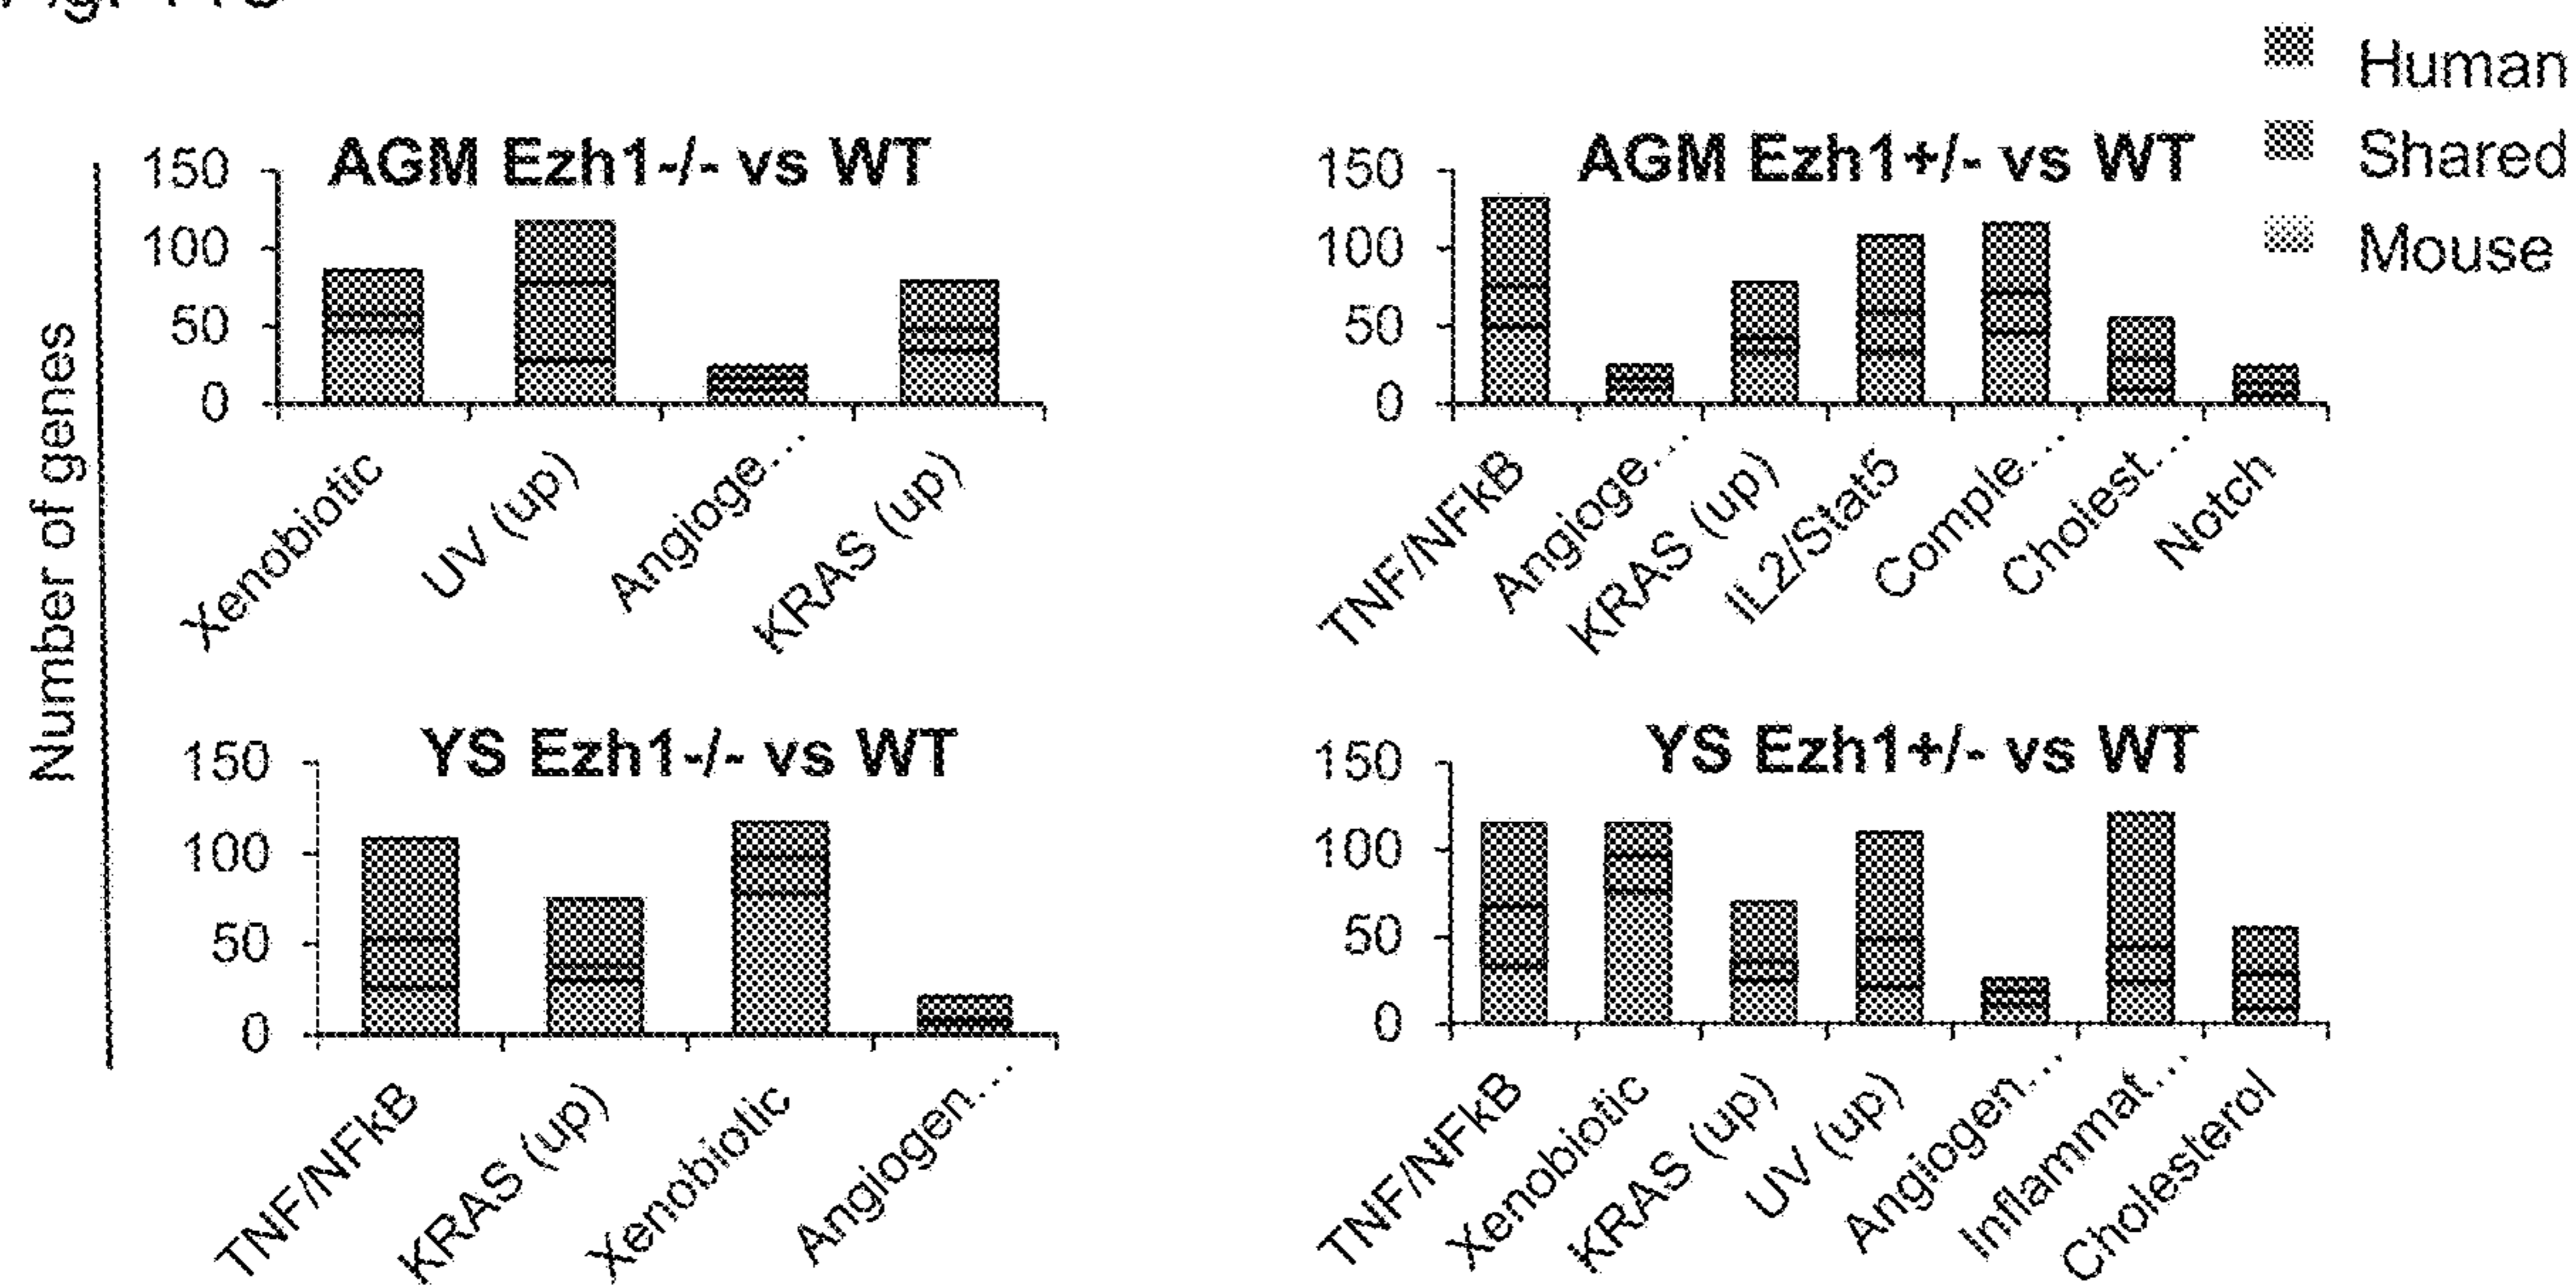 Human
Shared
Mouse
Number of genes
AGM Ezh1-/- vs WT
150
100
50
0
Xenobiotic
UV (up)
Angioge...
KRAS (up)
AGM Ezh1+/- vs WT
150
100
50
0
TNF/NFkB
Angioge...
KRAS (up)
IL2/Stat5
Comple...
Cholest...
Notch
YS Ezh1-/- vs WT
150
100
50
0
TNF/NFkB
KRAS (up)
Xenobiotic
Angiogen...
YS Ezh1+/- vs WT
150
100
50
0
TNF/NFkB
Xenobiotic
KRAS (up)
UV (up)
Angiogen...
Inflammat...
Cholesterol